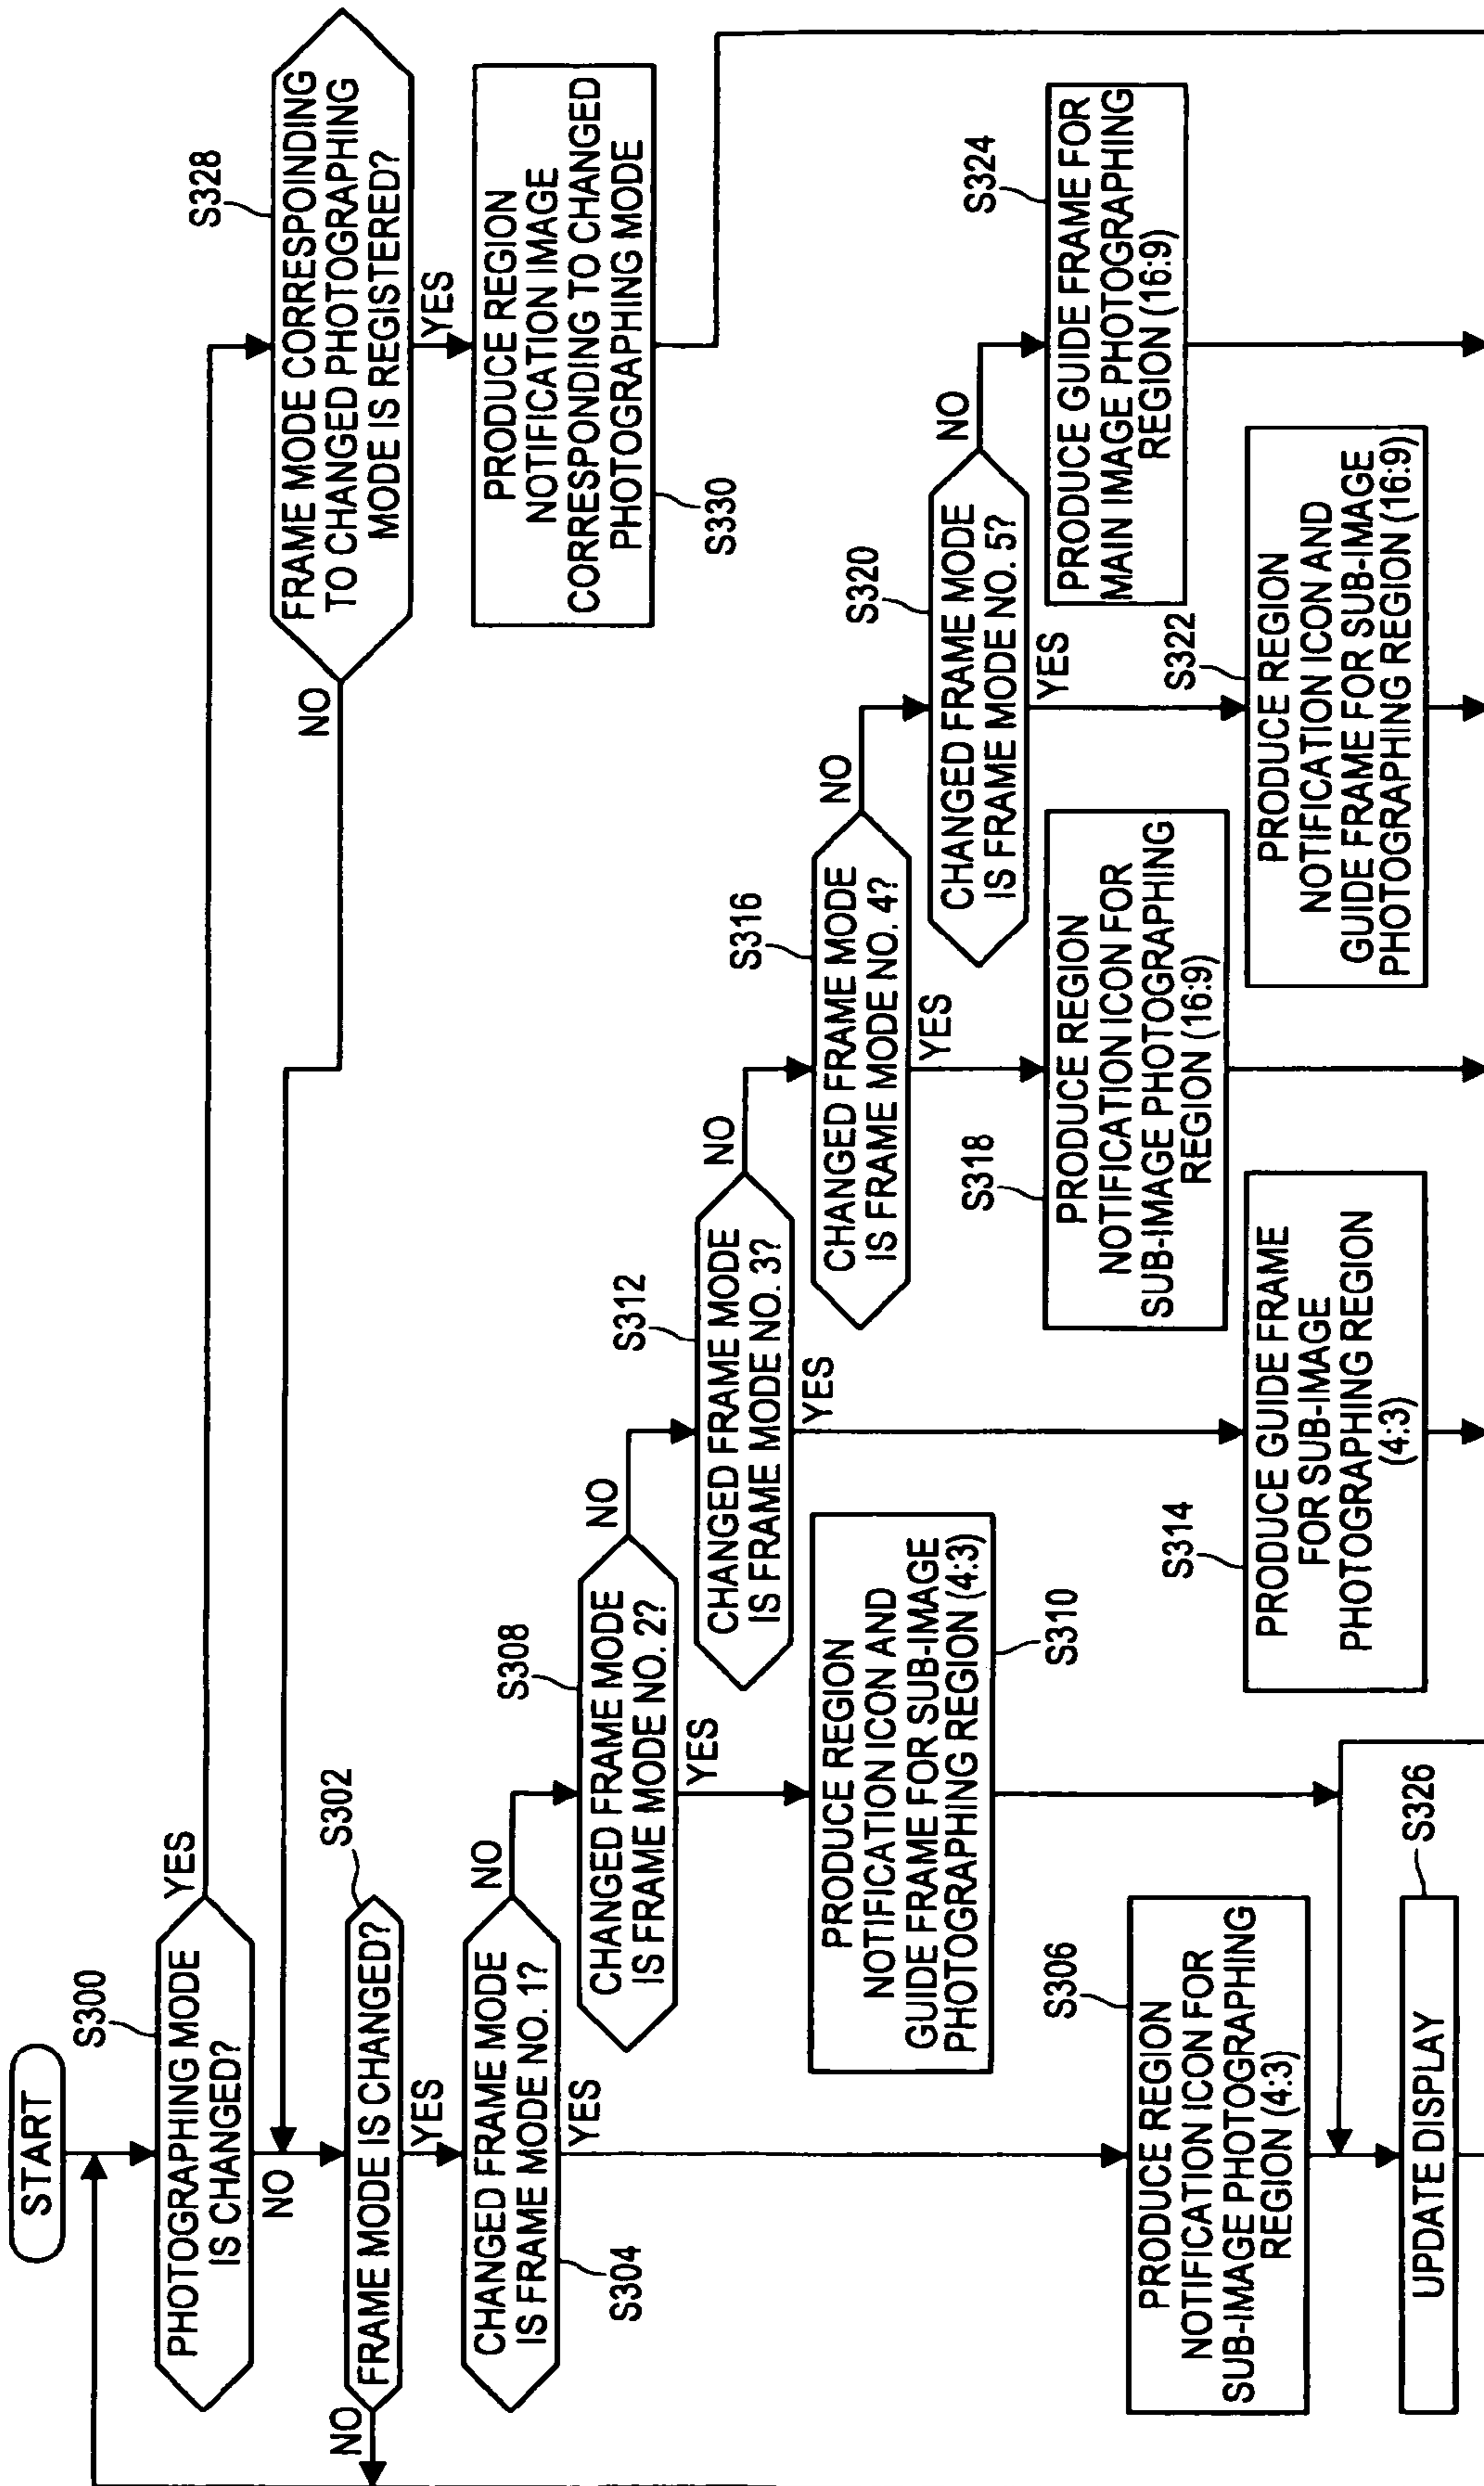 START
S300
PHOTOGRAPHING MODE
IS CHANGED?
YES
NO
S302
FRAME MODE IS CHANGED?
NO
YES
S304
CHANGED FRAME MODE
IS FRAME MODE NO. 1?
NO
YES
S306
PRODUCE REGION
NOTIFICATION ICON FOR
SUB-IMAGE PHOTOGRAPHING
REGION (4:3)
S308
CHANGED FRAME MODE
IS FRAME MODE NO. 2?
NO
YES
PRODUCE REGION
NOTIFICATION ICON AND
GUIDE FRAME FOR SUB-IMAGE
PHOTOGRAPHING REGION (4:3)
S310
S312
CHANGED FRAME MODE
IS FRAME MODE NO. 3?
NO
YES
S314
PRODUCE GUIDE FRAME
FOR SUB-IMAGE
PHOTOGRAPHING REGION
(4:3)
S316
CHANGED FRAME MODE
IS FRAME MODE NO. 4?
NO
YES
S318
PRODUCE REGION
NOTIFICATION ICON FOR
SUB-IMAGE PHOTOGRAPHING
REGION (16:9)
S320
CHANGED FRAME MODE
IS FRAME MODE NO. 5?
NO
YES
S322
PRODUCE REGION
NOTIFICATION ICON AND
GUIDE FRAME FOR SUB-IMAGE
PHOTOGRAPHING REGION (16:9)
S324
PRODUCE GUIDE FRAME FOR
MAIN IMAGE PHOTOGRAPHING
REGION (16:9)
S326
UPDATE DISPLAY
S328
FRAME MODE CORRESPOINDING
TO CHANGED PHOTOGRAPHING
MODE IS REGISTERED?
NO
YES
PRODUCE REGION
NOTIFICATION IMAGE
CORRESPONDING TO CHANGED
PHOTOGRAPHING MODE
S330